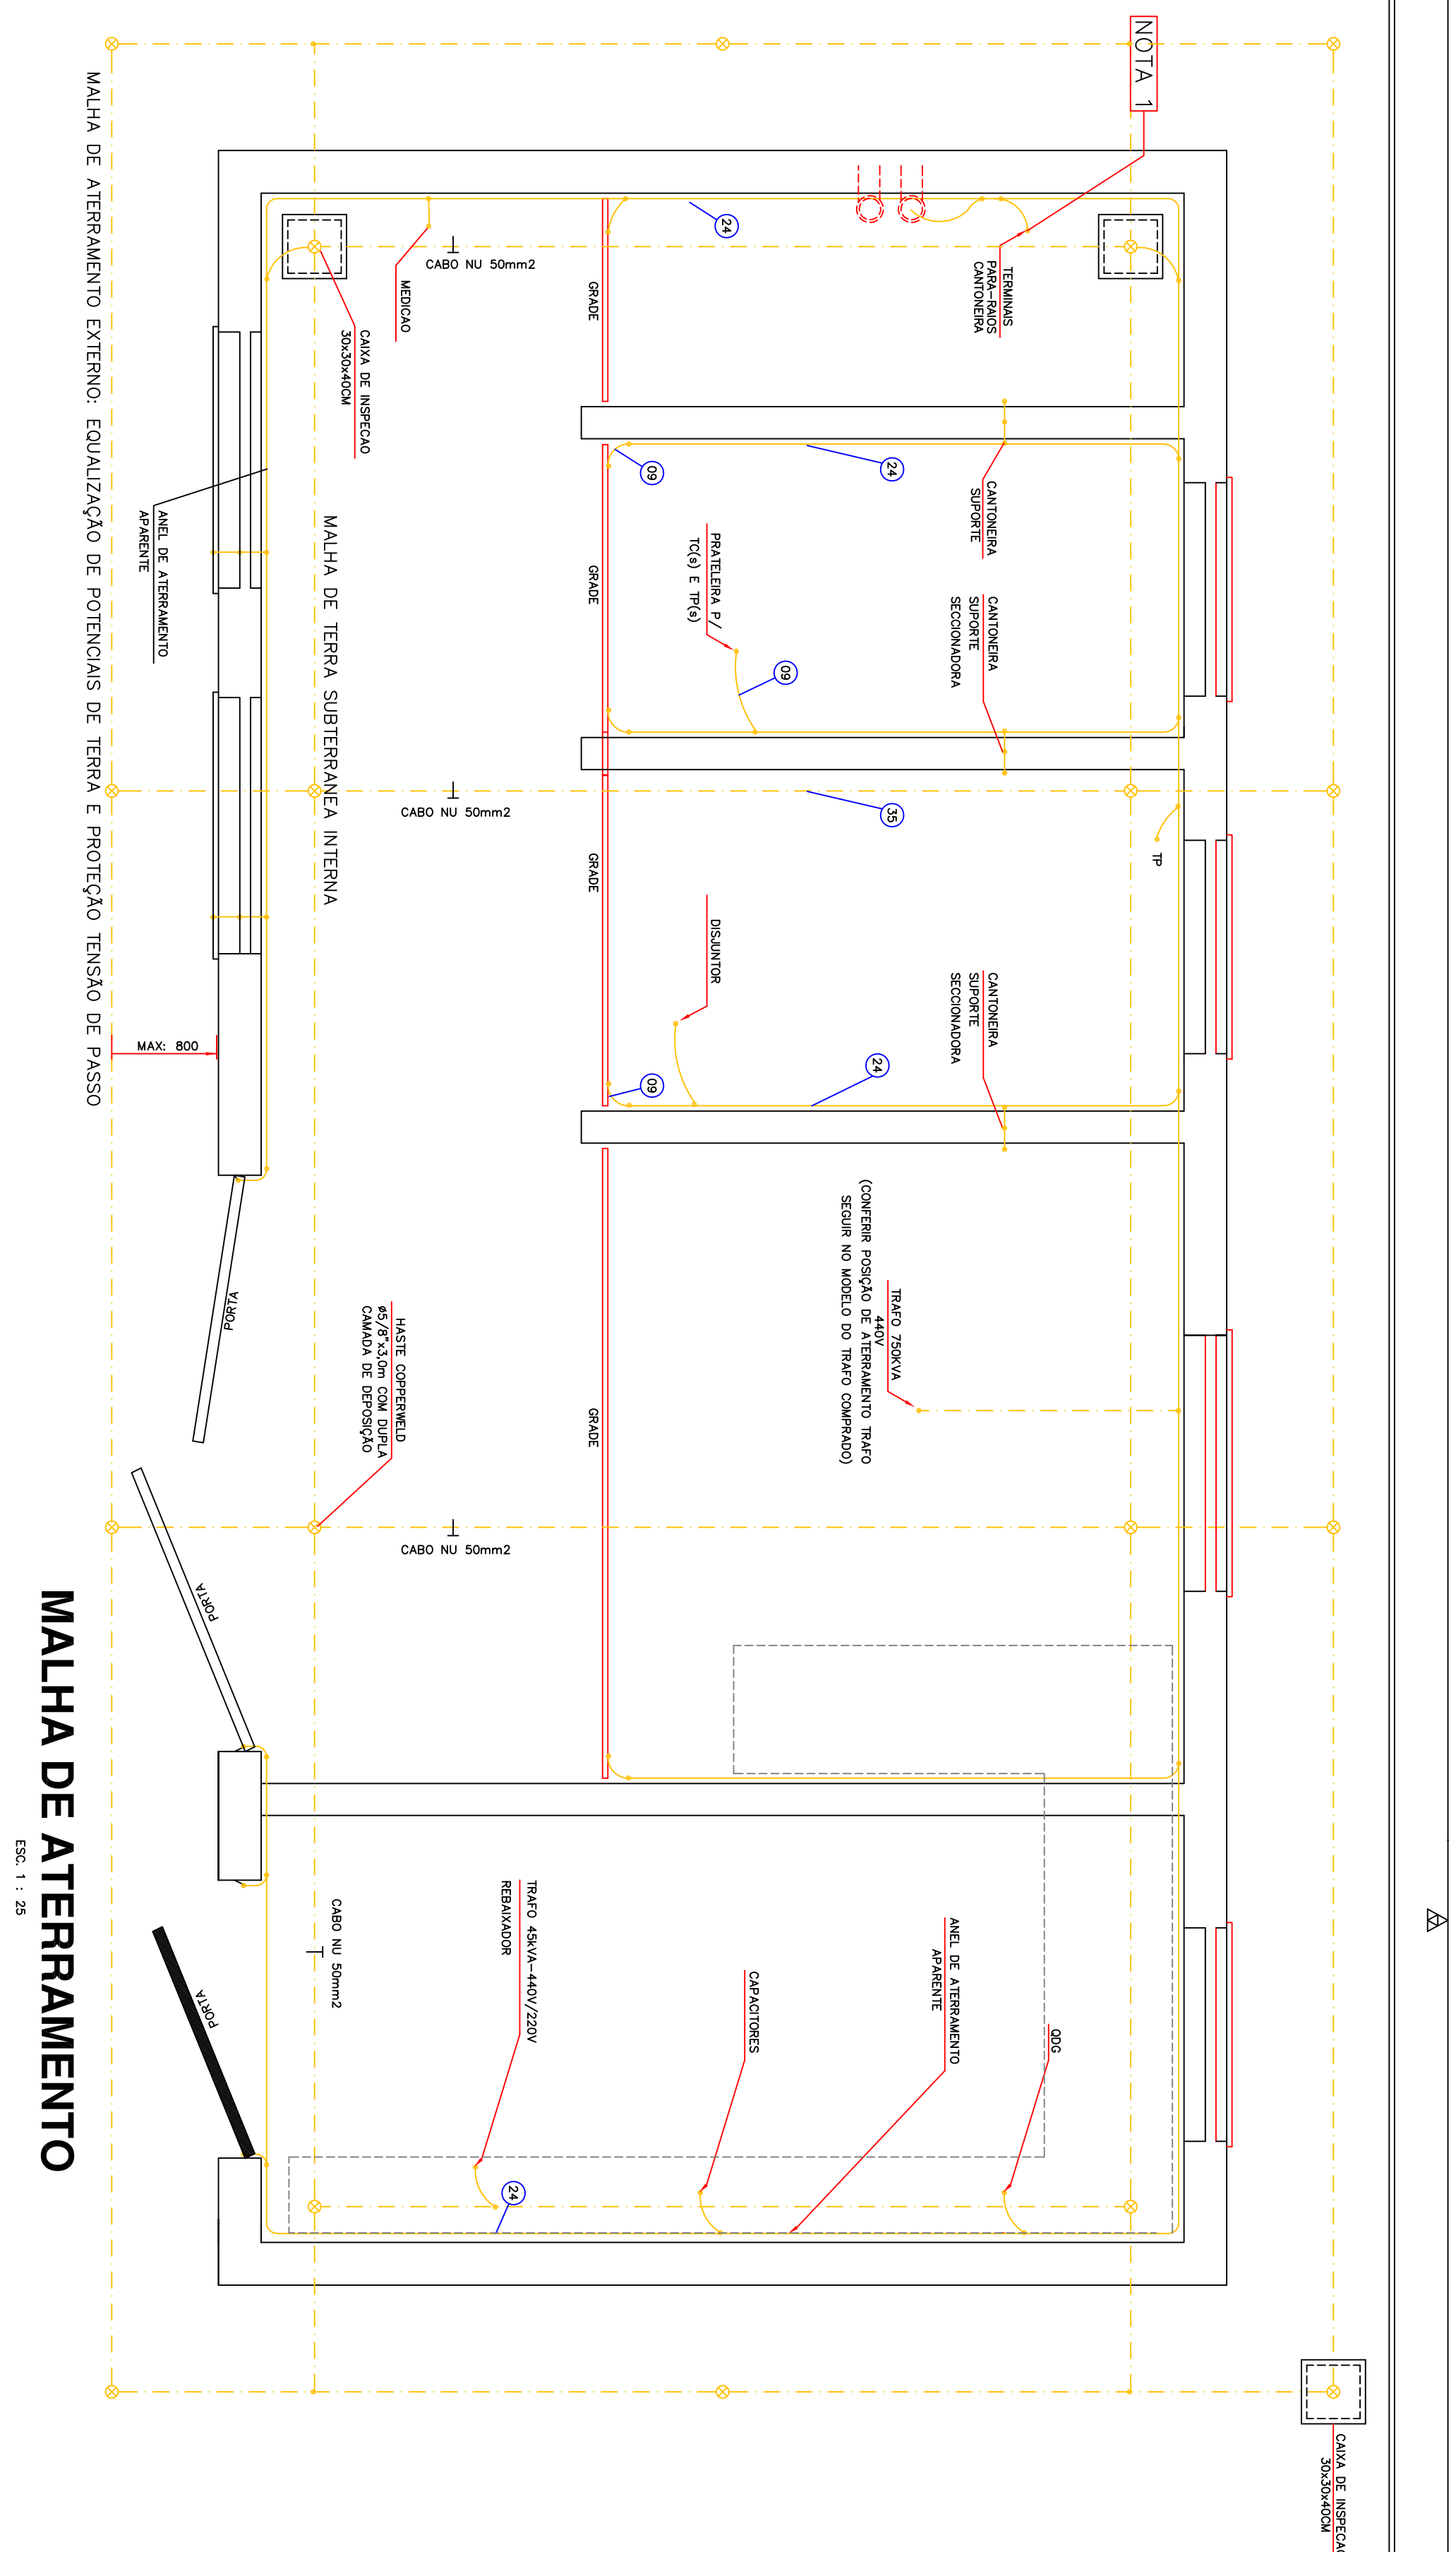 NOTA 1
TERMINAIS
PARA-RAIOS
CANTONEIRA
24
CABO NU 50mm2
GRADE
MEDICAO
CAIXA DE INSPECAO
30x30x40CM
CANTONEIRA
SUPORTE
24
09
PRATELEIRA P/
TC(s) E TP(s)
09
GRADE
CANTONEIRA
SUPORTE
SECCIONADORA
ANEL DE ATERRAMENTO
APARENTE
MALHA DE TERRA SUBTERRANEA INTERNA
MALHA DE ATERRAMENTO EXTERNO: EQUALIZAÇÃO DE POTENCIAIS DE TERRA E PROTEÇÃO TENSÃO DE PASSO
CABO NU 50mm2
35
TP
GRADE
DISJUNTOR
CANTONEIRA
SUPORTE
SECCIONADORA
24
09
MAX: 800
TRAFO 750KVA
440V
(CONFERIR POSIÇÃO DE ATERRAMENTO TRAFO
SEGUIR NO MODELO DO TRAFO COMPRADO)
GRADE
PORTA
HASTE COPPERWELD
ø5/8"x3,0m COM DUPLA
CAMADA DE DEPOSIÇÃO
CABO NU 50mm2
PORTA
CABO NU 50mm2
TRAFO 45kVA-440V/220V
REBAIXADOR
CAPACITORES
ANEL DE ATERRAMENTO
APARENTE
QDG
24
PORTA
CAIXA DE INSPECAO
30x30x40CM
MALHA DE ATERRAMENTO
ESC. 1 : 25